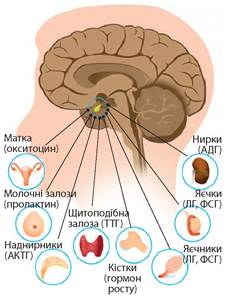 Матка
(окситоцин)
Молочні залози
(пролактин)
Наднирники
(АКТГ)
Щитоподібна
залоза (ТТГ)
Кістки
(гормон
росту)
Нирки
(АДГ)
Яєчки
(ЛГ, ФСГ)
Яєчники
(ЛГ, ФСГ)